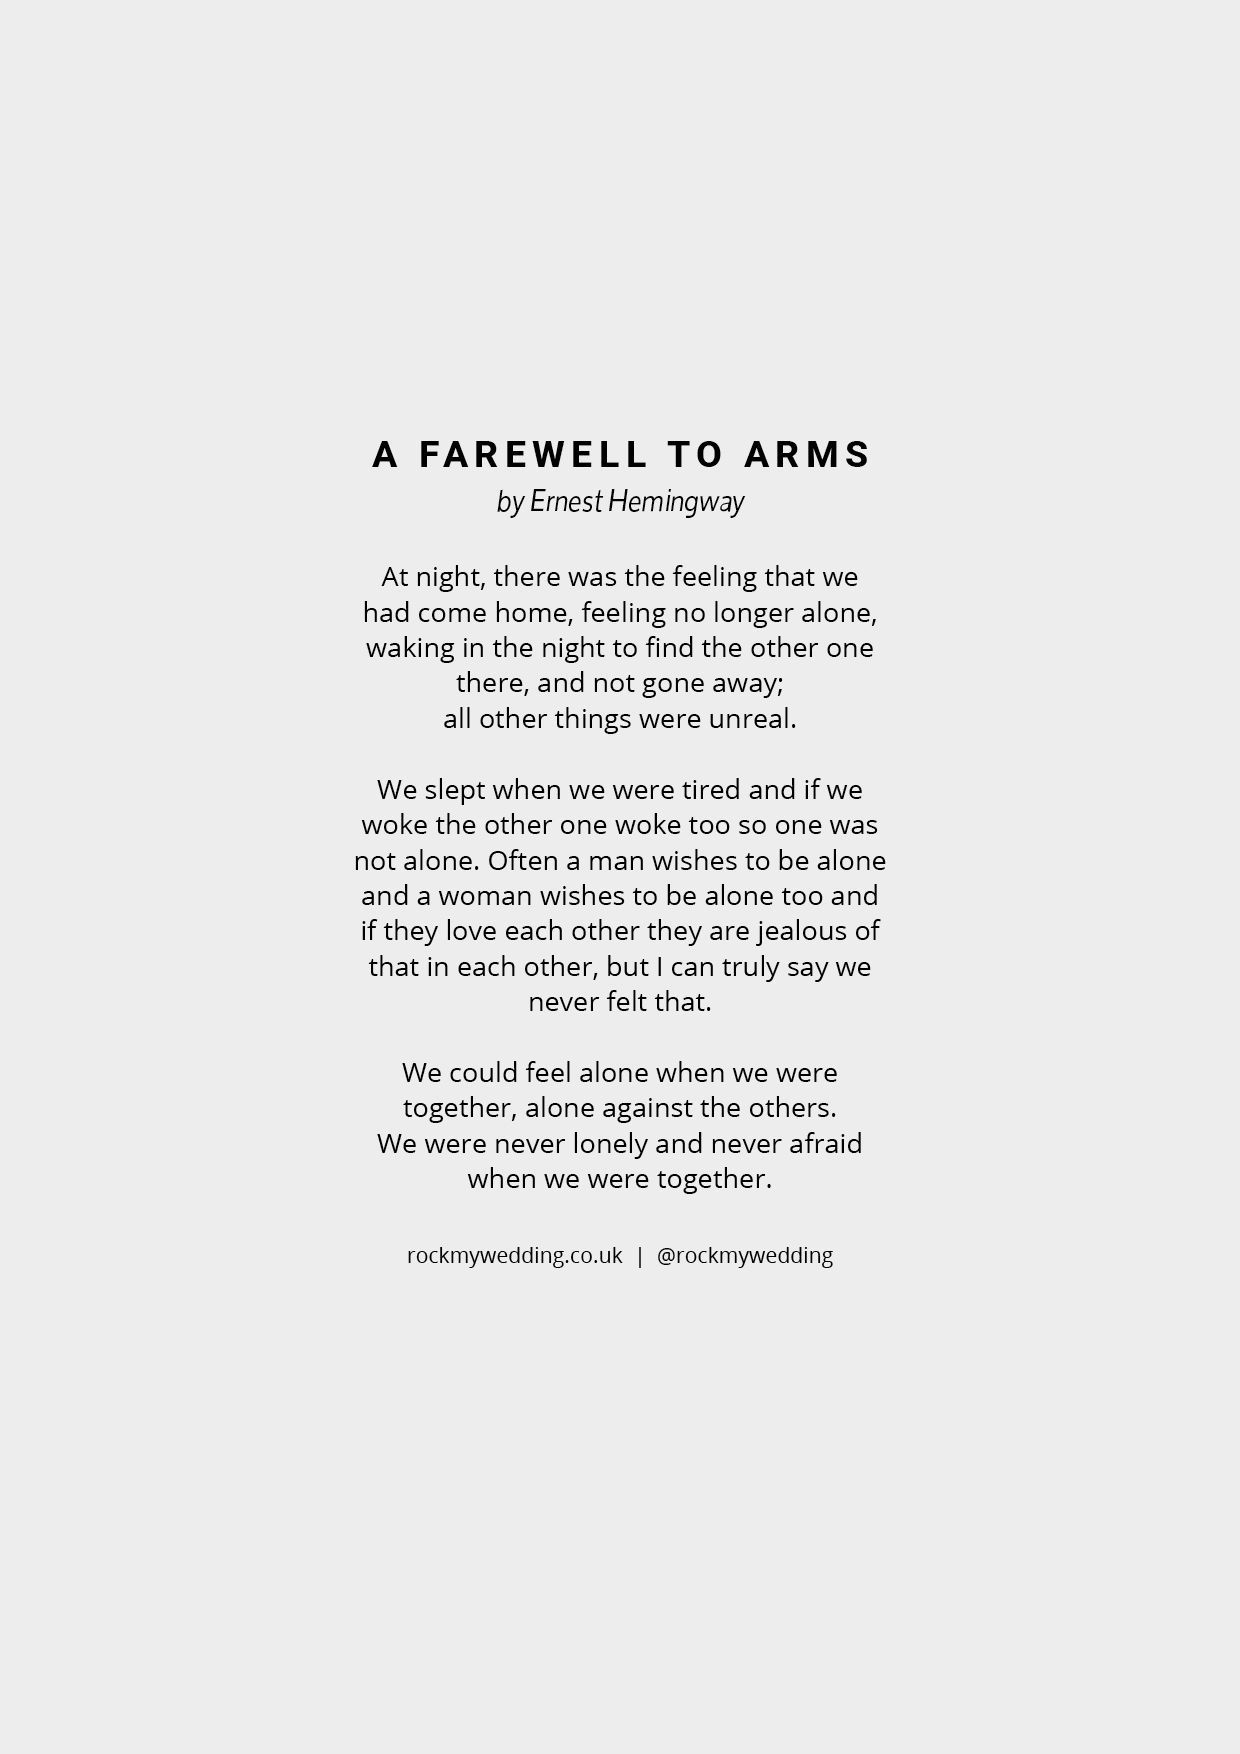 A FAREWELL TO ARMS
by Ernest Hemingway
At night, there was the feeling that we
had come home, feeling no longer alone,
waking in the night to find the other one
there, and not gone away;
all other things were unreal.
We slept when we were tired and if we
woke the other one woke too so one was
not alone. Often a man wishes to be alone
and a woman wishes to be alone too and
if they love each other they are jealous of
that in each other, but I can truly say we
never felt that.
We could feel alone when we were
together, alone against the others.
We were never lonely and never afraid
when we were together.
rockmywedding.co.uk | @rockmywedding